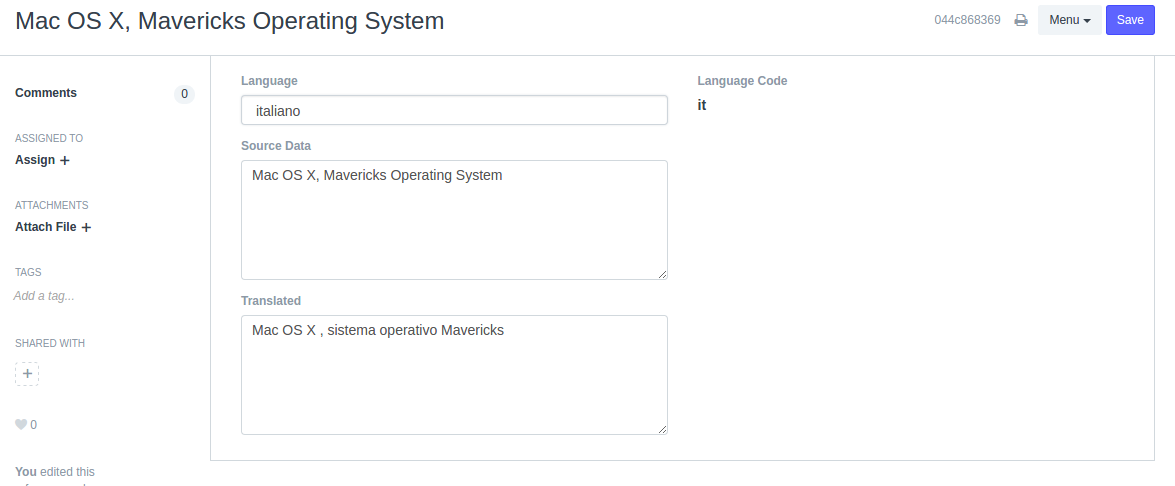 Mac OS X, Mavericks Operating System
044c868369
Menu
Save
Comments
0
ASSIGNED TO
Assign +
ATTACHMENTS
Attach File +
TAGS
Add a tag...
SHARED WITH
+
0
You edited this
Language
italiano
Language Code
it
Source Data
Mac OS X, Mavericks Operating System
Translated
Mac OS X , sistema operativo Mavericks